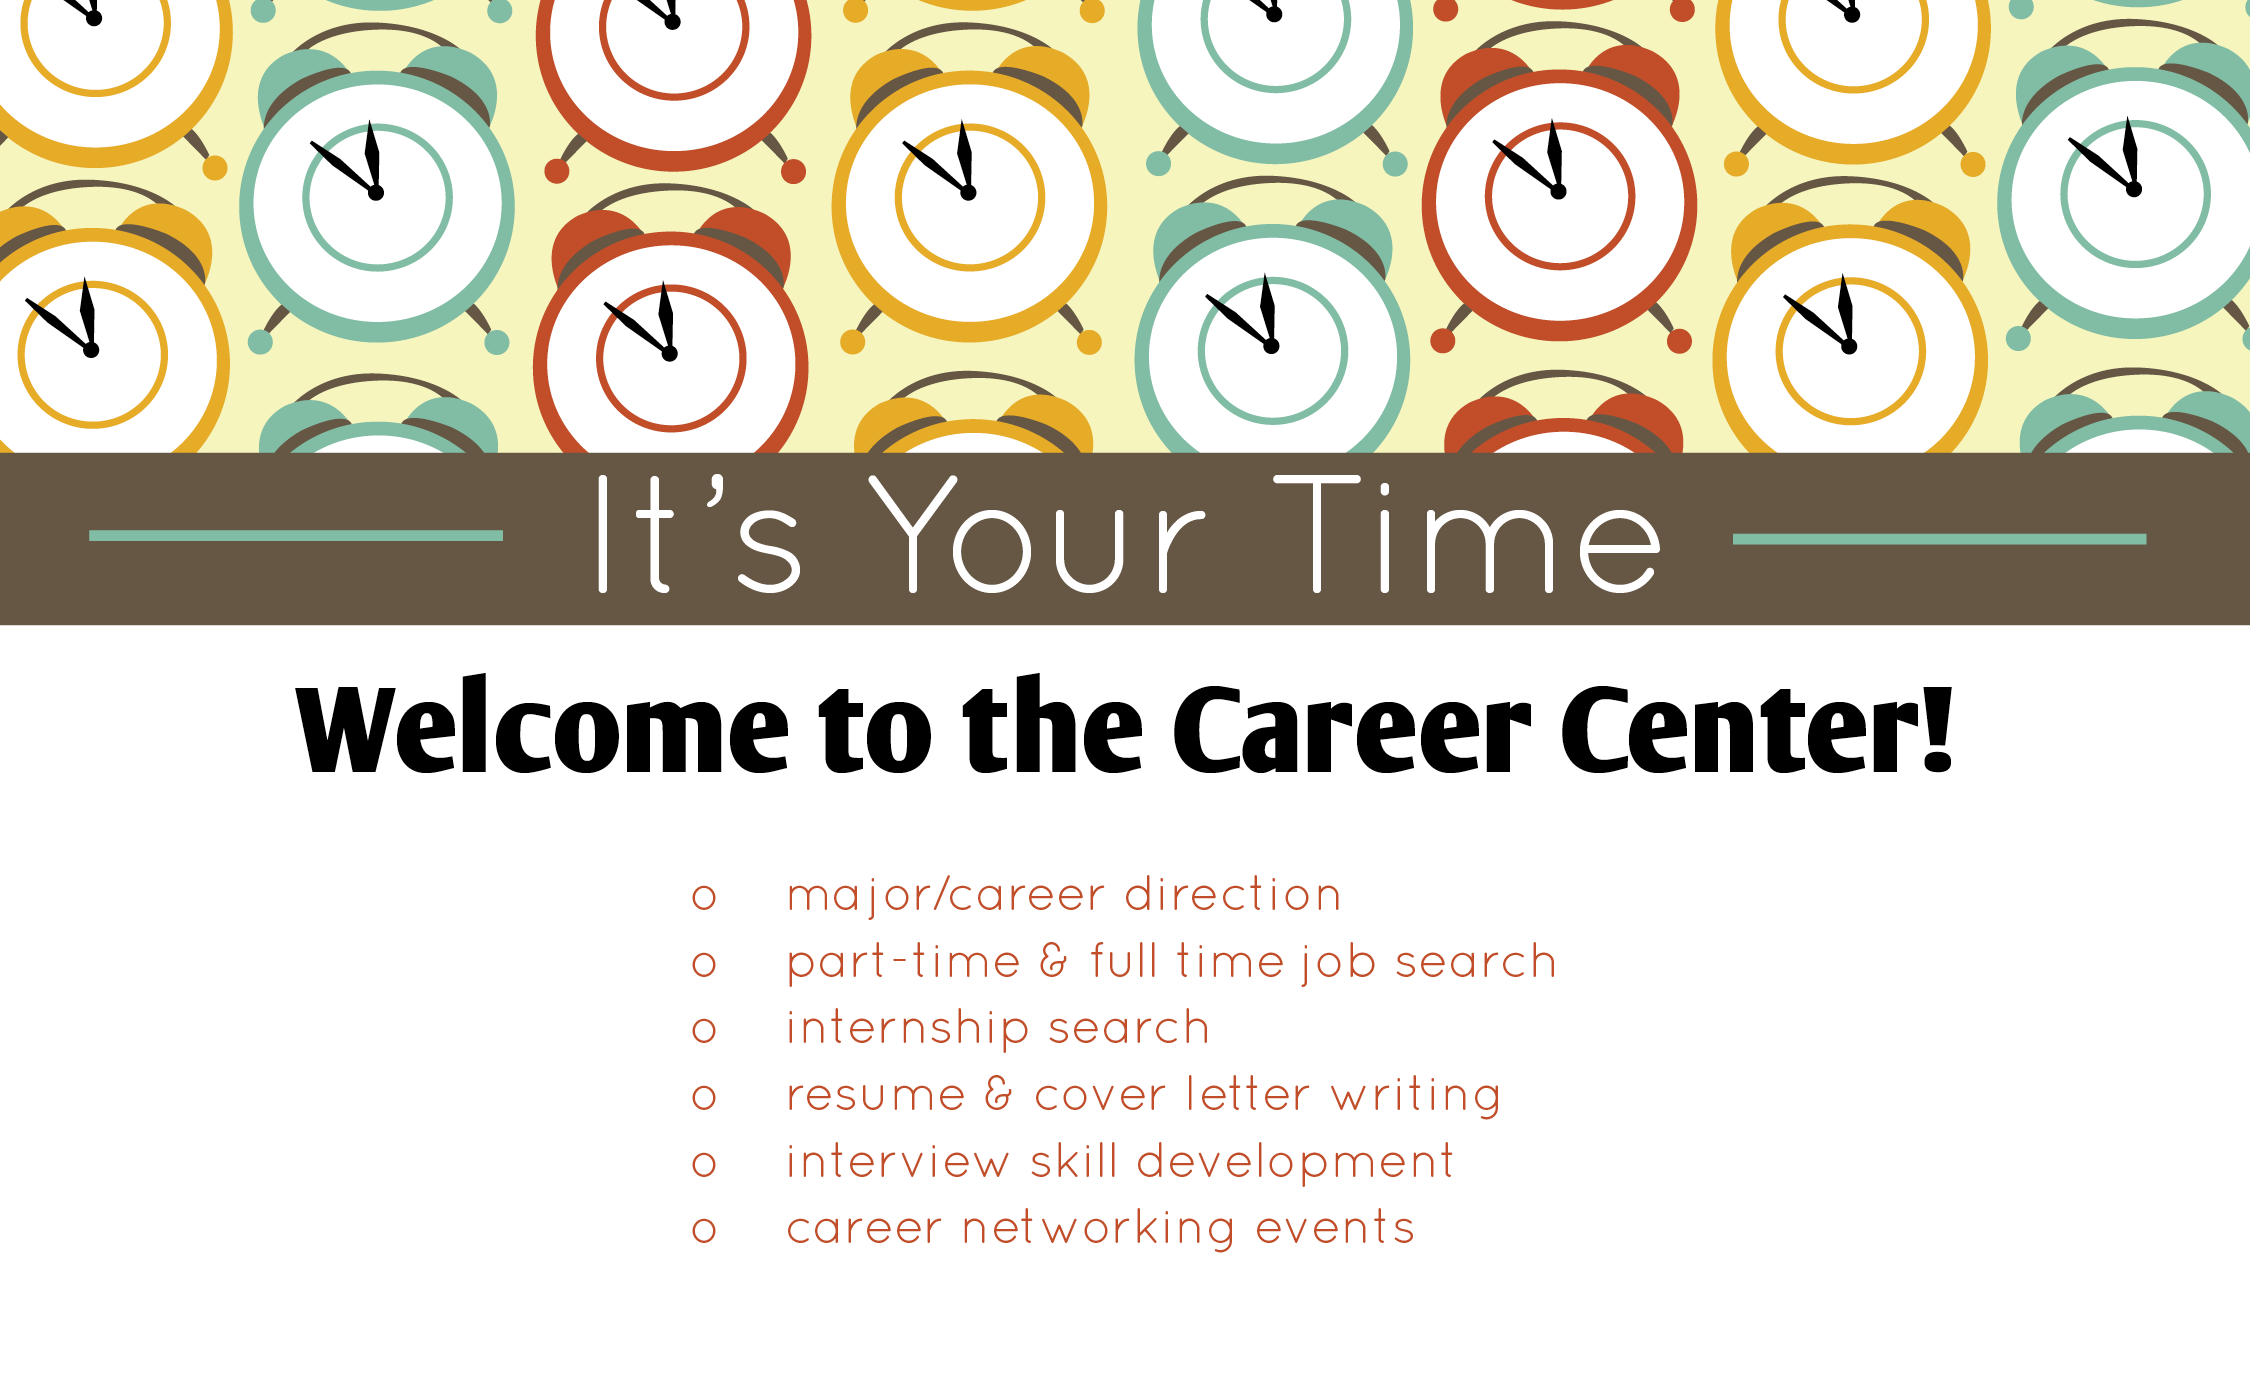 It’s Your Time
Welcome to the Career Center!
o major/career direction
o part-time & full time job search
o internship search
o resume & cover letter writing
o interview skill development
o career networking events